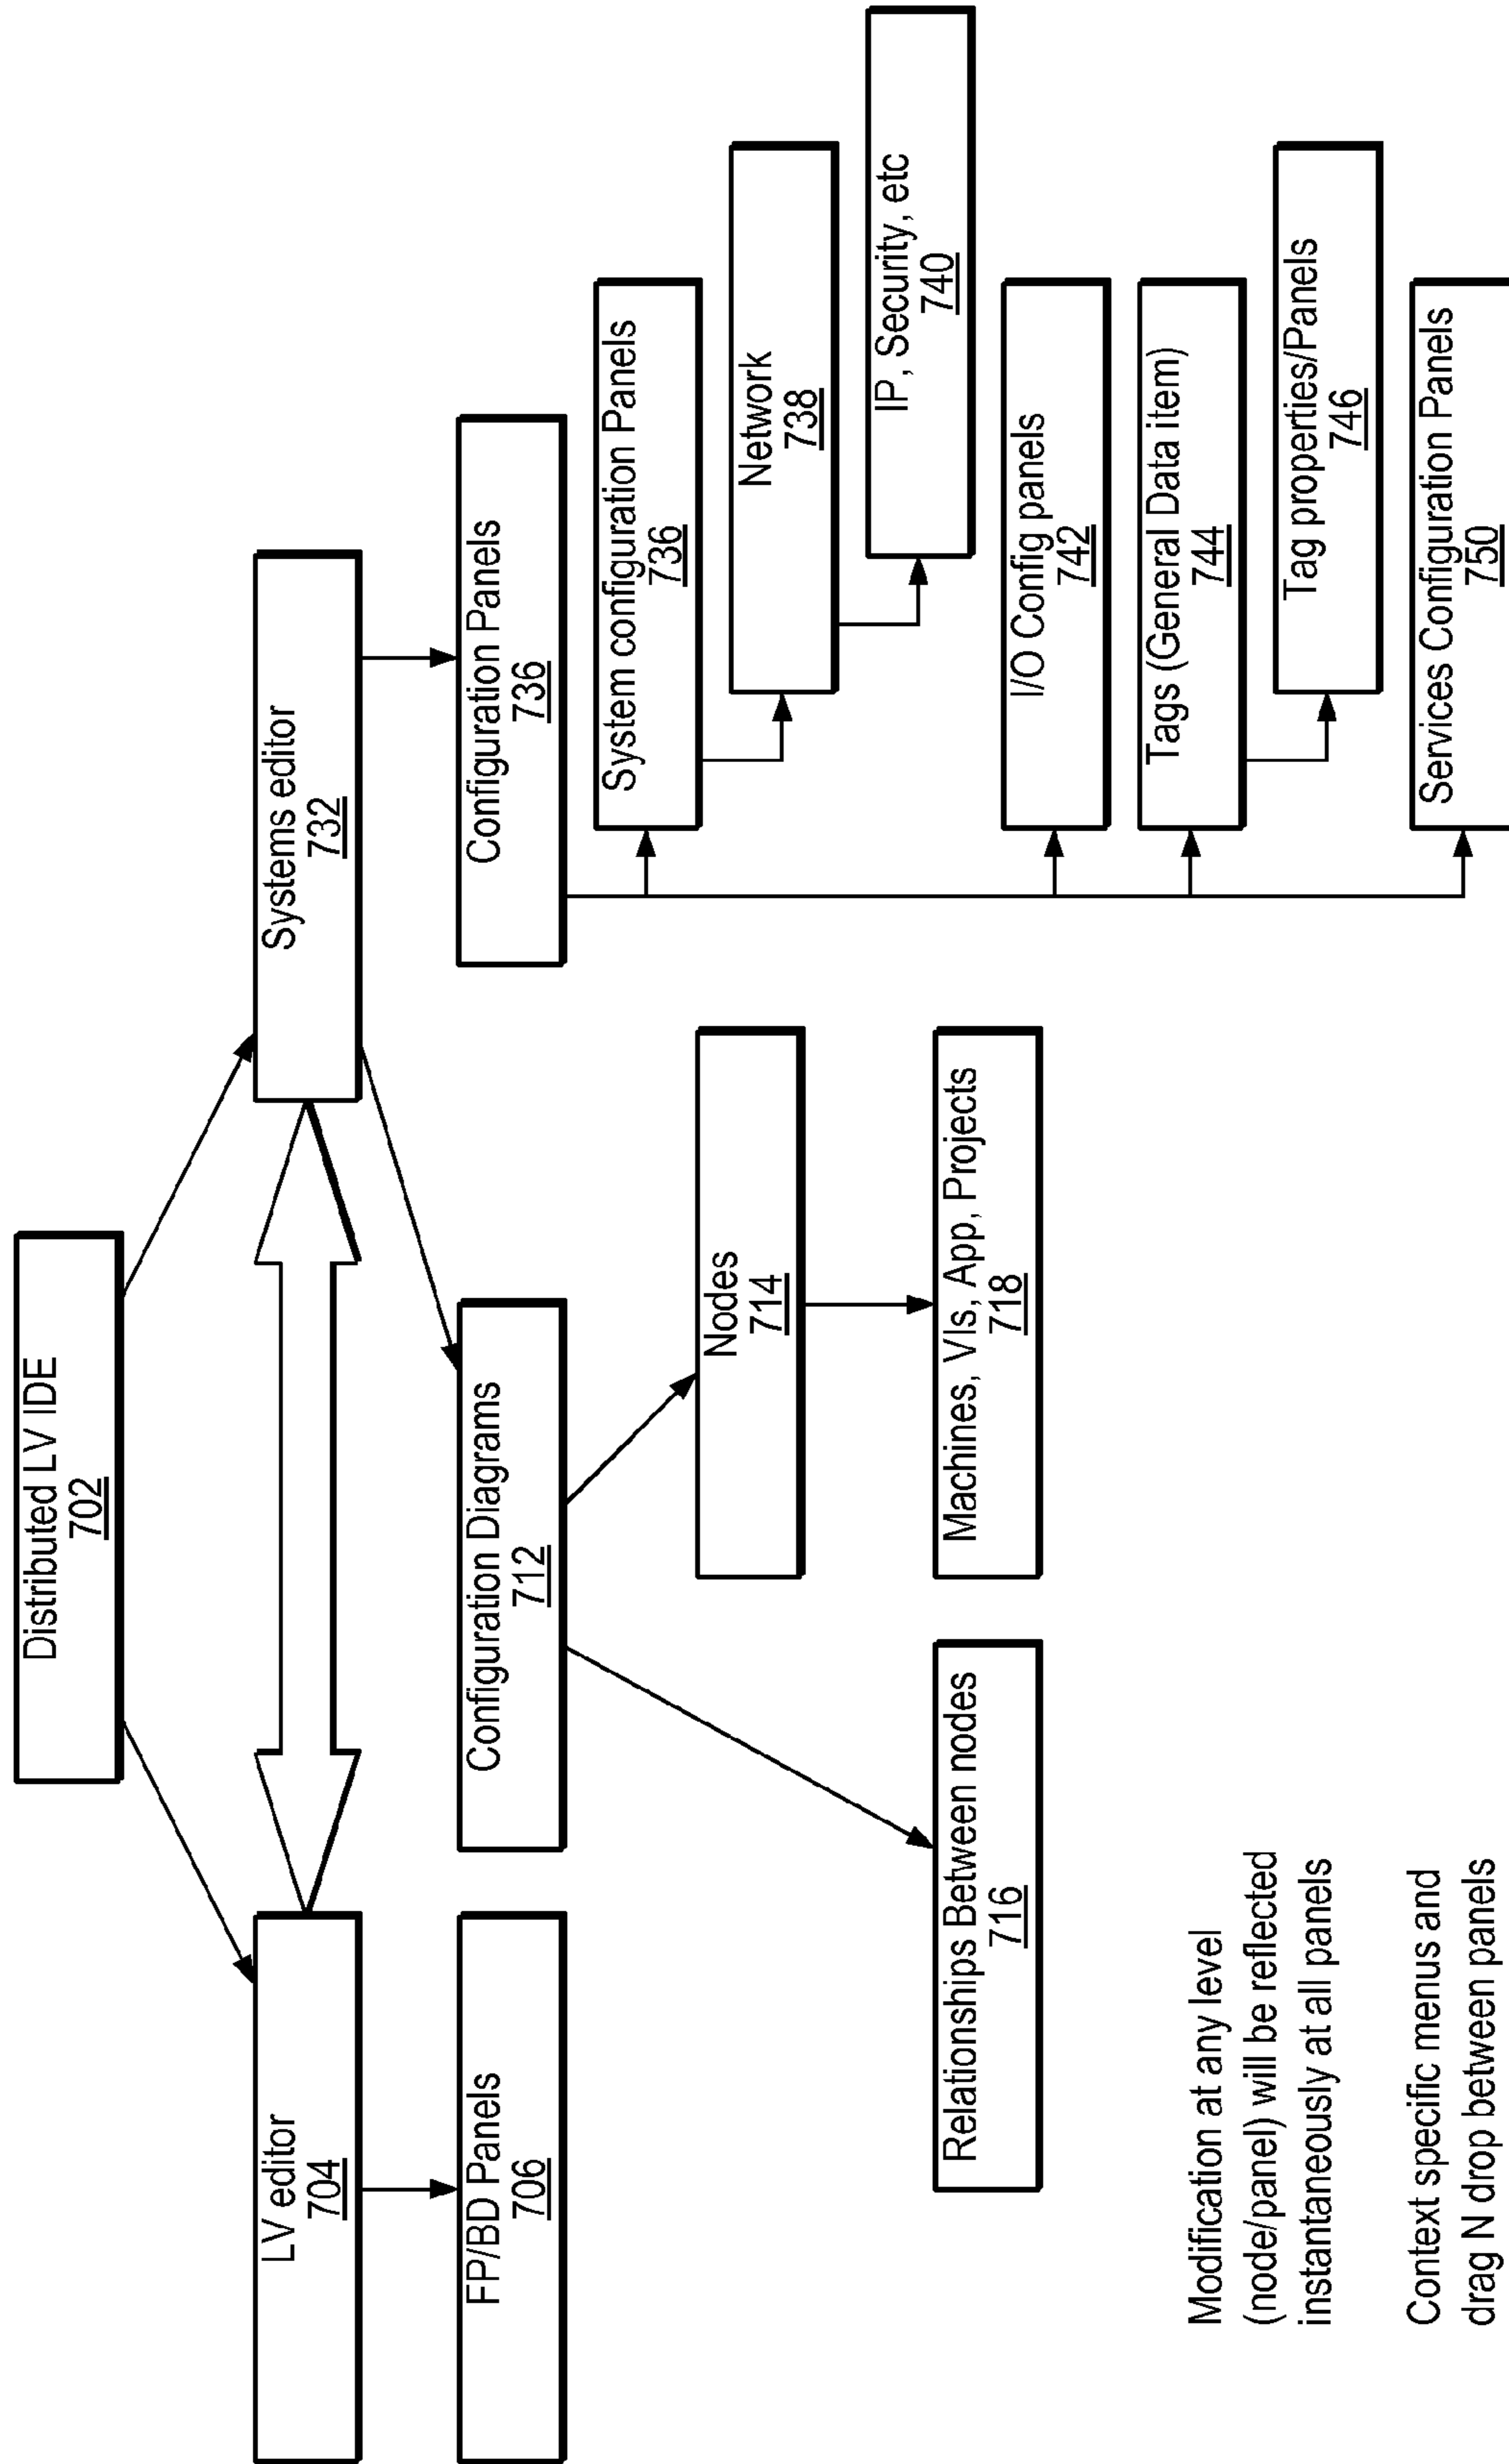 Distributed LV IDE
702
LV editor
704
Systems editor
732
FP/BD Panels
706
Configuration Diagrams
712
Configuration Panels
736
System configuration Panels
736
Nodes
714
Network
738
IP, Security, etc
740
Relationships Between nodes
716
Machines, VIs, App, Projects
718
I/O Config panels
742
Tags (General Data item)
744
Tag properties/Panels
746
Services Configuration Panels
750
Modification at any level
(node/panel) will be reflected
instantaneously at all panels
Context specific menus and
drag N drop between panels